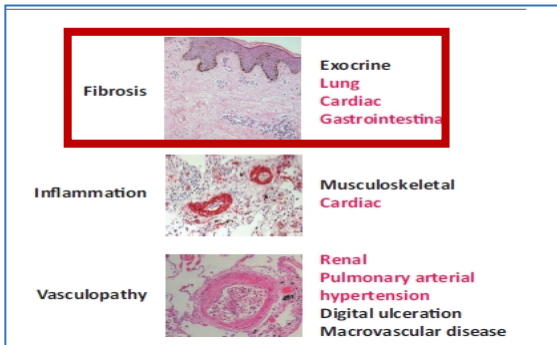 Fibrosis
Exocrine
Lung
Cardiac
Gastrointestina
Inflammation
Musculoskeletal
Cardiac
Vasculopathy
Renal
Pulmonary arterial
hypertension
Digital ulceration
Macrovascular disease